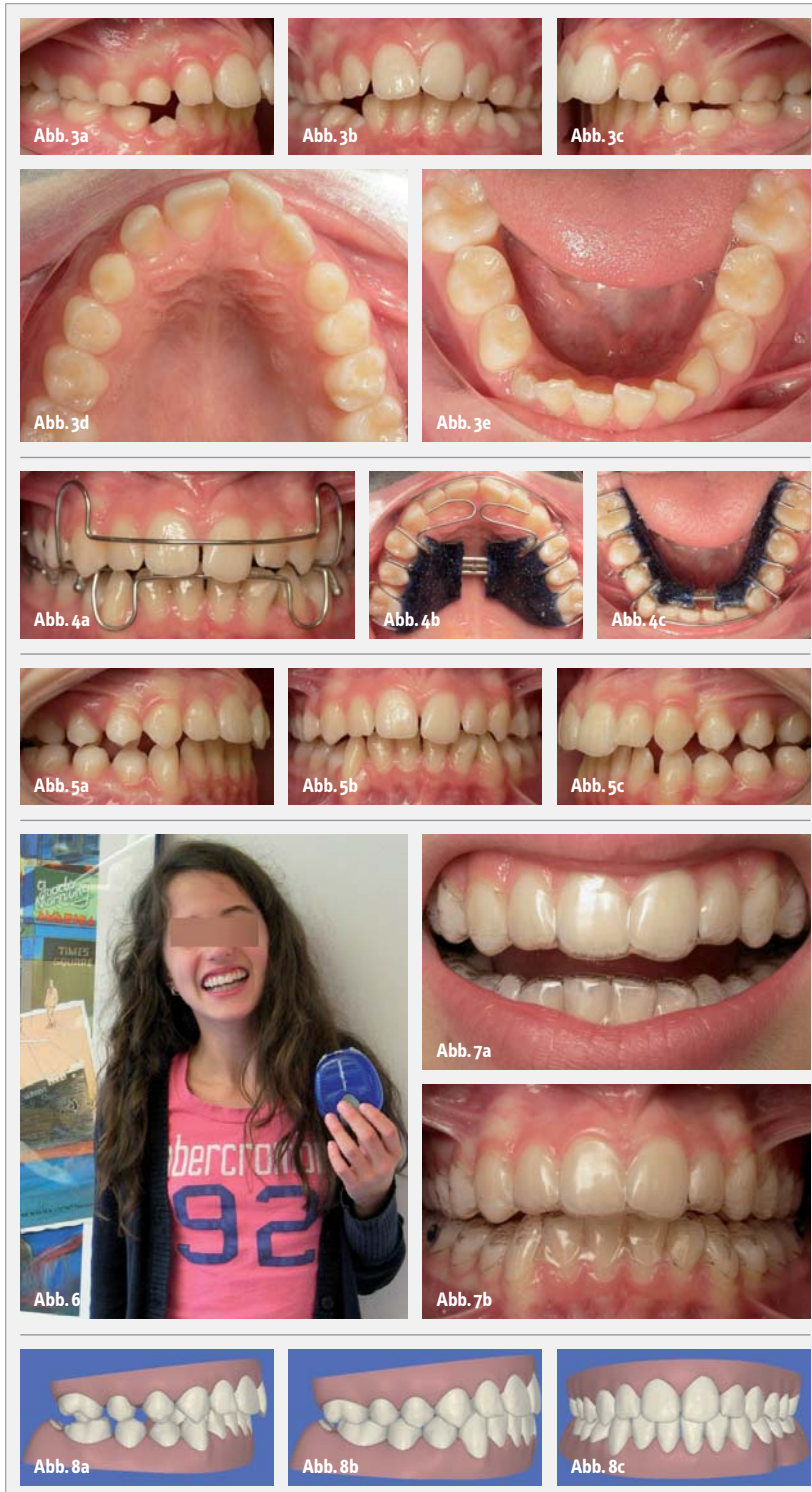 Abb. 3a
Abb. 3b
Abb. 3c
Abb. 3d
Abb. 3e
Abb. 4a
Abb. 4b
Abb. 4c
Abb. 5a
Abb. 5b
Abb. 5c
TIMES
SQUARE
bercrombi
92
Abb. 6
Abb. 7a
Abb. 7b
Abb. 8a
Abb. 8b
Abb. 8c